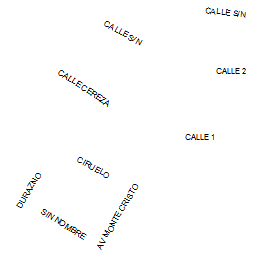 CALLE S/N
CALLE S/N
CALLE 2
CALLE CEREZA
CALLE 1
CIRUELO
DURAZNO
AV MONTE CRISTO
SIN NOMBRE